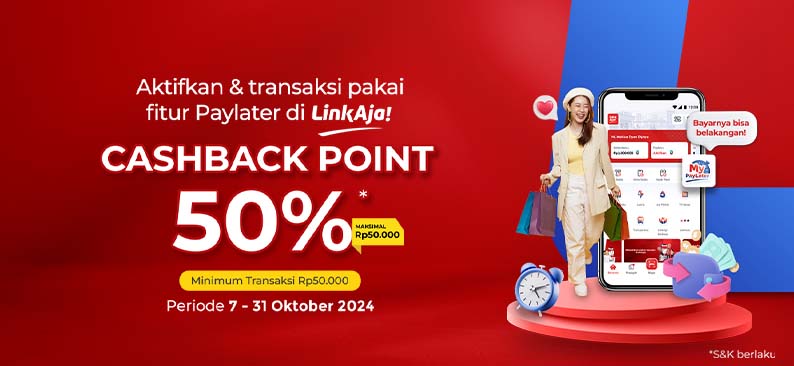 Aktifkan & transaksi pakai
fitur Paylater di LinkAja!
CASHBACK POINT
50%*
MAKSIMAL
Rp50.000
Minimum Transaksi Rp50.000
Periode 7 - 31 Oktober 2024
Bayarnya bisa
belakangan!
My
PayLater
*S&K berlaku